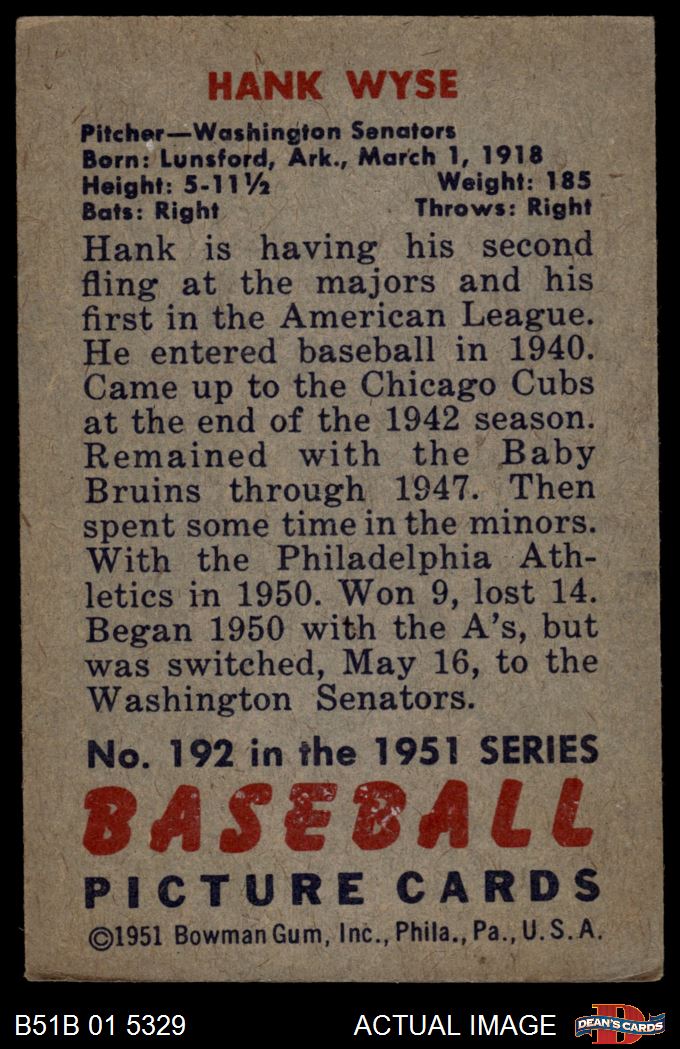 HANK WYSE
Pitcher—Washington Senators
Born: Lunsford, Ark., March 1, 1918
Height: 5-11½ Weight: 185
Bats: Right Throws: Right
Hank is having his second
fling at the majors and his
first in the American League.
He entered baseball in 1940.
Came up to the Chicago Cubs
at the end of the 1942 season.
Remained with the Baby
Bruins through 1947. Then
spent some time in the minors.
With the Philadelphia Ath-
letics in 1950. Won 9, lost 14.
Began 1950 with the A's, but
was switched, May 16, to the
Washington Senators.
No. 192 in the 1951 SERIES
BASEBALL
PICTURE CARDS
©1951 Bowman Gum, Inc., Phila., Pa., U.S.A.
B51B 01 5329 ACTUAL IMAGE
D
DEAN'S CARDS